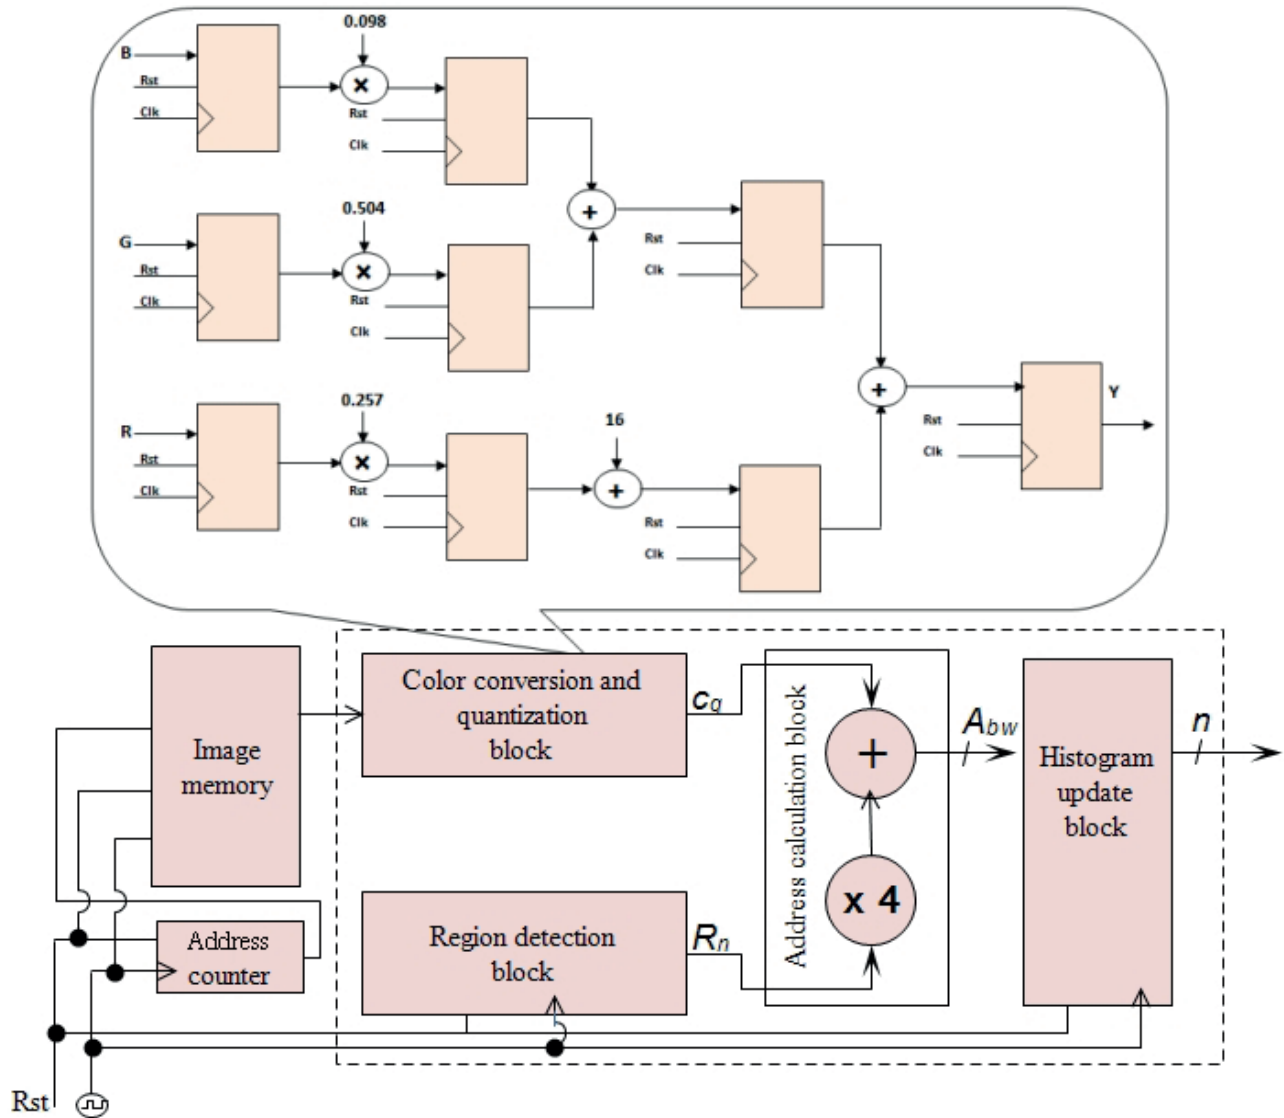 0.098
B
Rst
Clk
×
Rst
Clk
+
0.504
G
Rst
Clk
×
Rst
Clk
Rst
Clk
0.257
R
Rst
Clk
×
Rst
Clk
16
+
Rst
Clk
+
Rst
Clk
Y
Image
memory
Color conversion and
quantization
block
cq
Address calculation block
+
x 4
Abw
Histogram
update
block
n
Address
counter
Region detection
block
Rn
Rst